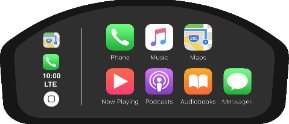 10:00
LTE
Phone Music Maps
Now Playing Podcasts Audiobooks Messages